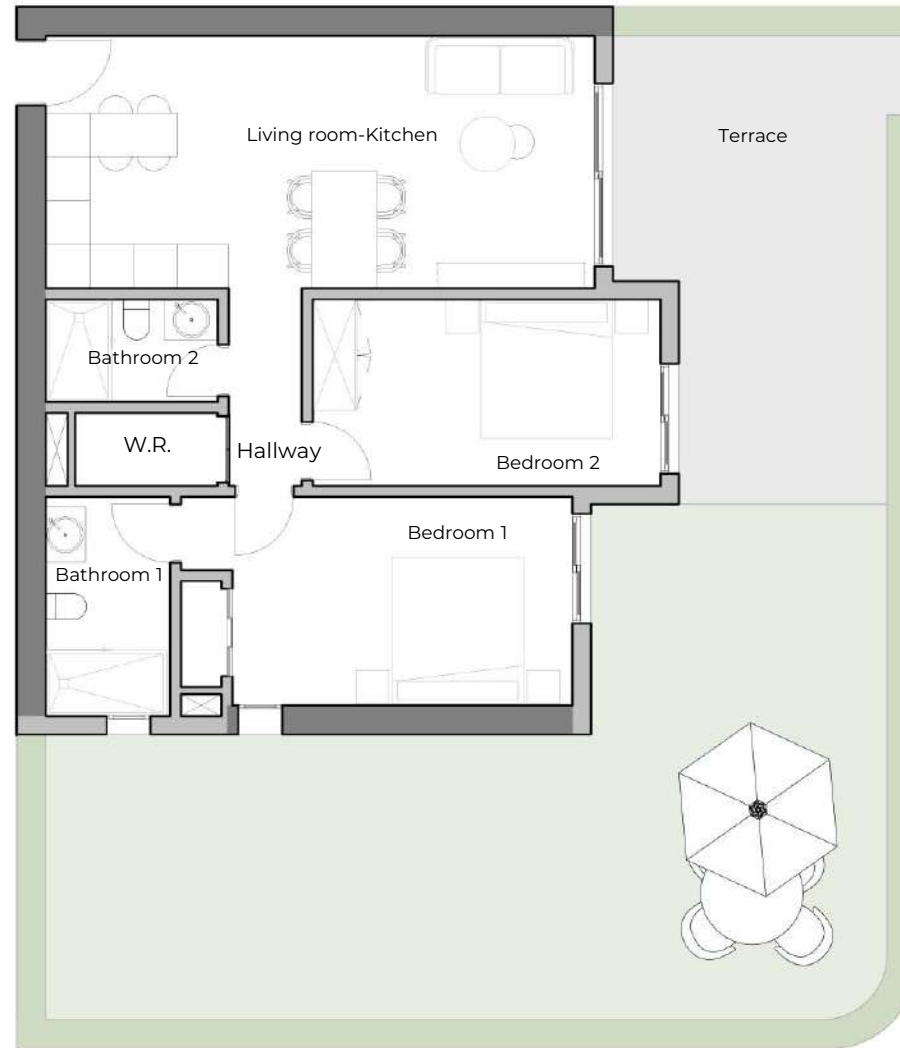 Living room-Kitchen
Terrace
Bathroom 2
W.R.
Hallway
Bedroom 2
Bedroom 1
Bathroom 1